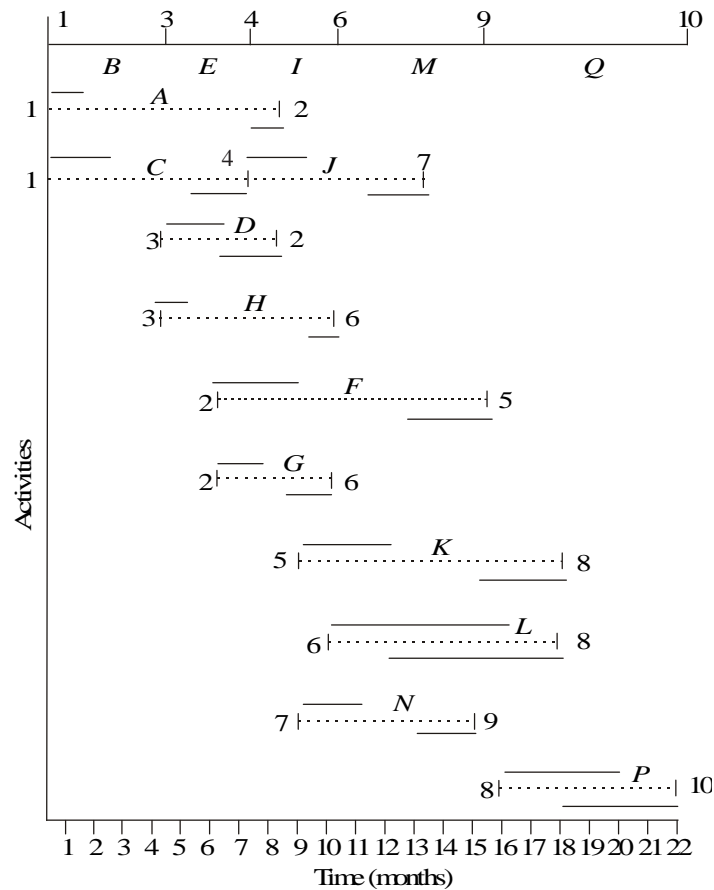 1 3 4 6 9 10
B E I M Q
1 A 2
1 C 4 J 7
3 D 2
3 H 6
2 F 5
2 G 6
5 K 8
6 L 8
7 N 9
8 P 10
Activities
1 2 3 4 5 6 7 8 9 10 11 12 13 14 15 16 17 18 19 20 21 22
Time (months)